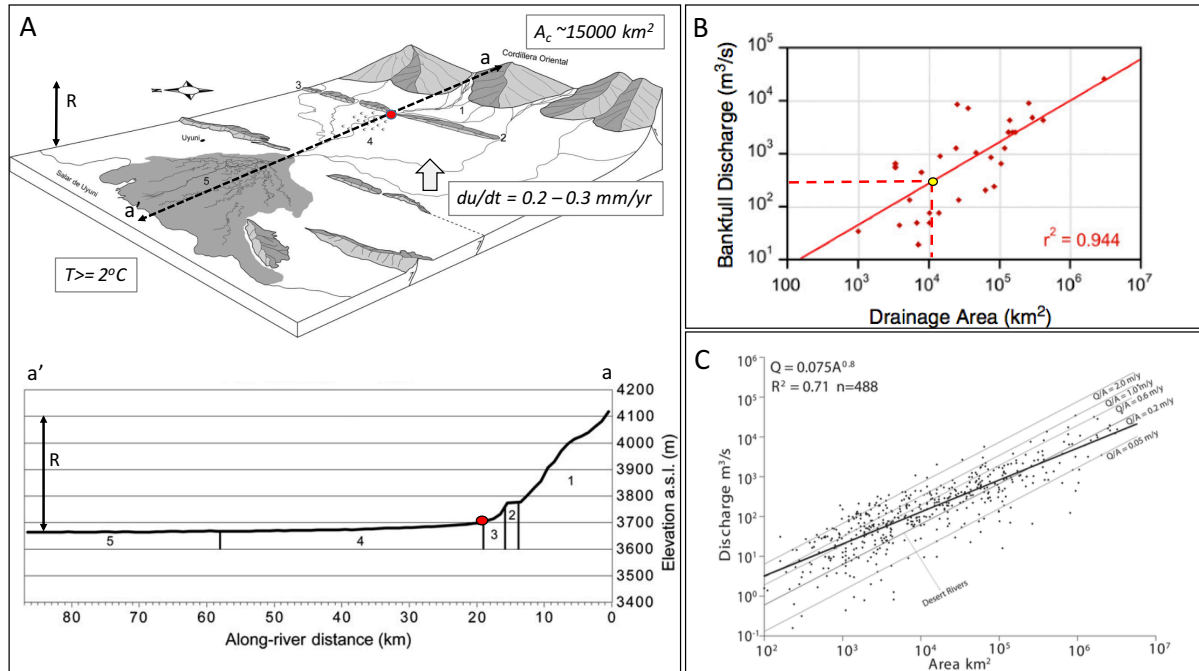 A
A_c ~15000 km²
a
Cordillera Oriental
R
3
1
Uyuni
4
2
Salar de Uyuni
5
du/dt = 0.2 – 0.3 mm/yr
a'
T>= 2°C
a'
a
4200
4100
R
4000
3900
1
3800
2
3700
3
5
4
3600
3500
3400
Elevation a.s.l. (m)
80
70
60
50
40
30
20
10
0
Along-river distance (km)
B
10⁵
10⁴
10³
10²
10¹
Bankfull Discharge (m³/s)
r² = 0.944
100
10³
10⁴
10⁵
10⁶
10⁷
Drainage Area (km²)
C
Q = 0.075A^0.8
R² = 0.71 n=488
10⁶
10⁵
10⁴
10³
10²
10¹
10⁰
10⁻¹
Discharge m³/s
Q/A = 2.0 m/y
Q/A = 1.0 m/y
Q/A = 0.6 m/y
Q/A = 0.2 m/y
Q/A = 0.05 m/y
Desert Rivers
10²
10³
10⁴
10⁵
10⁶
10⁷
Area km²